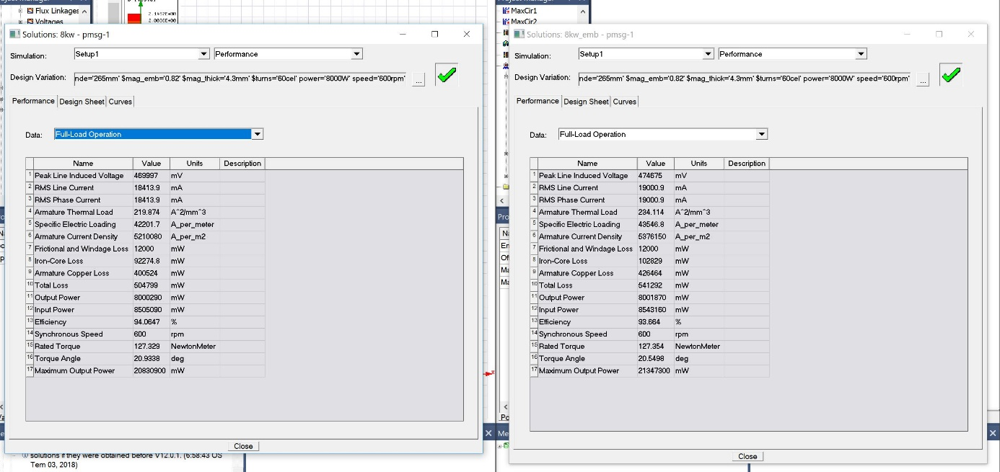 Flux Linkages
Voltages
2.1457E+00
2.0036E+00
MaxCir1
MaxCir2
Solutions: 8kw - pmsg-1
Simulation: Setup1 Performance
Design Variation: nde='265mm' $mag_emb='0.82' $mag_thick='4.3mm' $turns='60cel' power='8000W' speed='600rpm' ...
Performance Design Sheet Curves
Data: Full-Load Operation
Name Value Units Description
1 Peak Line Induced Voltage 469997 mV
2 RMS Line Current 18413.9 mA
3 RMS Phase Current 18413.9 mA
4 Armature Thermal Load 219.874 A^2/mm^3
5 Specific Electric Loading 42201.7 A_per_meter
6 Armature Current Density 5210080 A_per_m2
7 Frictional and Windage Loss 12000 mW
8 Iron-Core Loss 92274.8 mW
9 Armature Copper Loss 400524 mW
10 Total Loss 504799 mW
11 Output Power 8000290 mW
12 Input Power 8505090 mW
13 Efficiency 94.0647 %
14 Synchronous Speed 600 rpm
15 Rated Torque 127.329 NewtonMeter
16 Torque Angle 20.9338 deg
17 Maximum Output Power 20830900 mW
Close
solutions if they were obtained before V12.0.1. (6:58:43 ÖS
Tem 03, 2018)
Solutions: 8kw_emb - pmsg-1
Simulation: Setup1 Performance
Design Variation: nde='265mm' $mag_emb='0.82' $mag_thick='4.3mm' $turns='60cel' power='8000W' speed='600rpm' ...
Performance Design Sheet Curves
Data: Full-Load Operation
Name Value Units Description
1 Peak Line Induced Voltage 474675 mV
2 RMS Line Current 19000.9 mA
3 RMS Phase Current 19000.9 mA
4 Armature Thermal Load 234.114 A^2/mm^3
5 Specific Electric Loading 43546.8 A_per_meter
6 Armature Current Density 5376150 A_per_m2
7 Frictional and Windage Loss 12000 mW
8 Iron-Core Loss 102829 mW
9 Armature Copper Loss 426464 mW
10 Total Loss 541292 mW
11 Output Power 8001870 mW
12 Input Power 8543160 mW
13 Efficiency 93.664 %
14 Synchronous Speed 600 rpm
15 Rated Torque 127.354 NewtonMeter
16 Torque Angle 20.5498 deg
17 Maximum Output Power 21347300 mW
Close